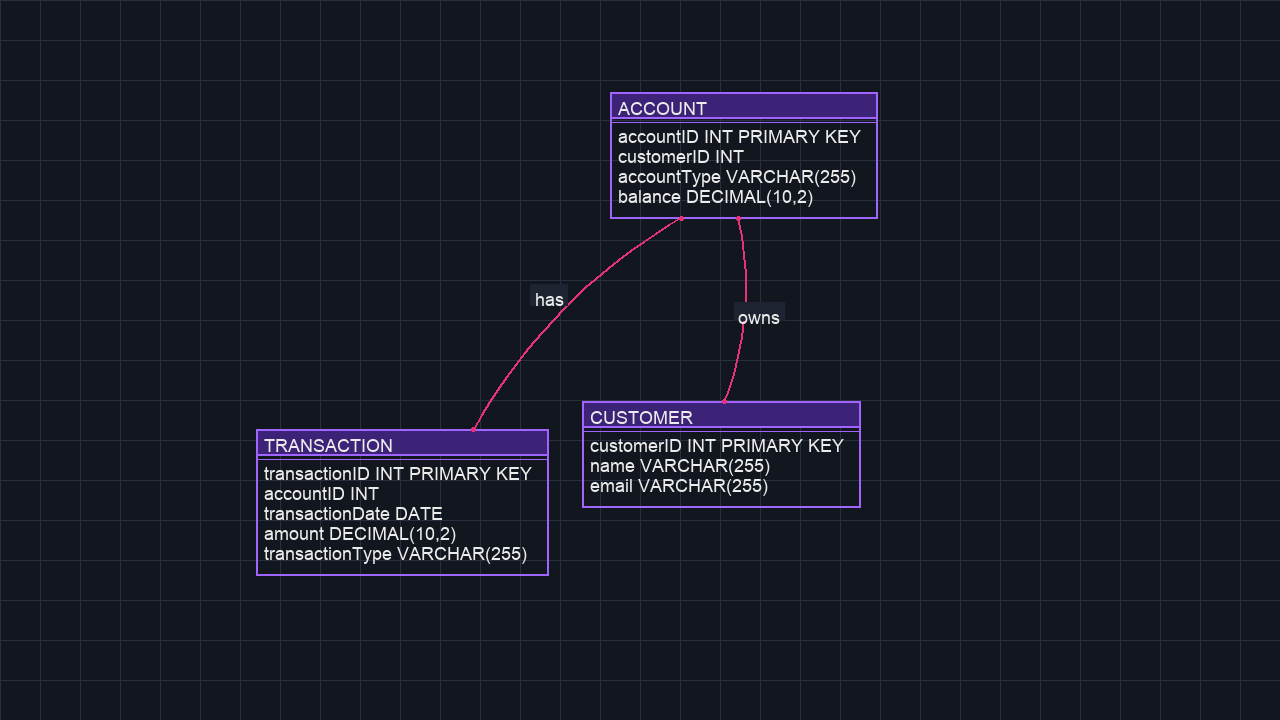 ACCOUNT
accountID INT PRIMARY KEY
customerID INT
accountType VARCHAR(255)
balance DECIMAL(10,2)
has
owns
CUSTOMER
customerID INT PRIMARY KEY
name VARCHAR(255)
email VARCHAR(255)
TRANSACTION
transactionID INT PRIMARY KEY
accountID INT
transactionDate DATE
amount DECIMAL(10,2)
transactionType VARCHAR(255)